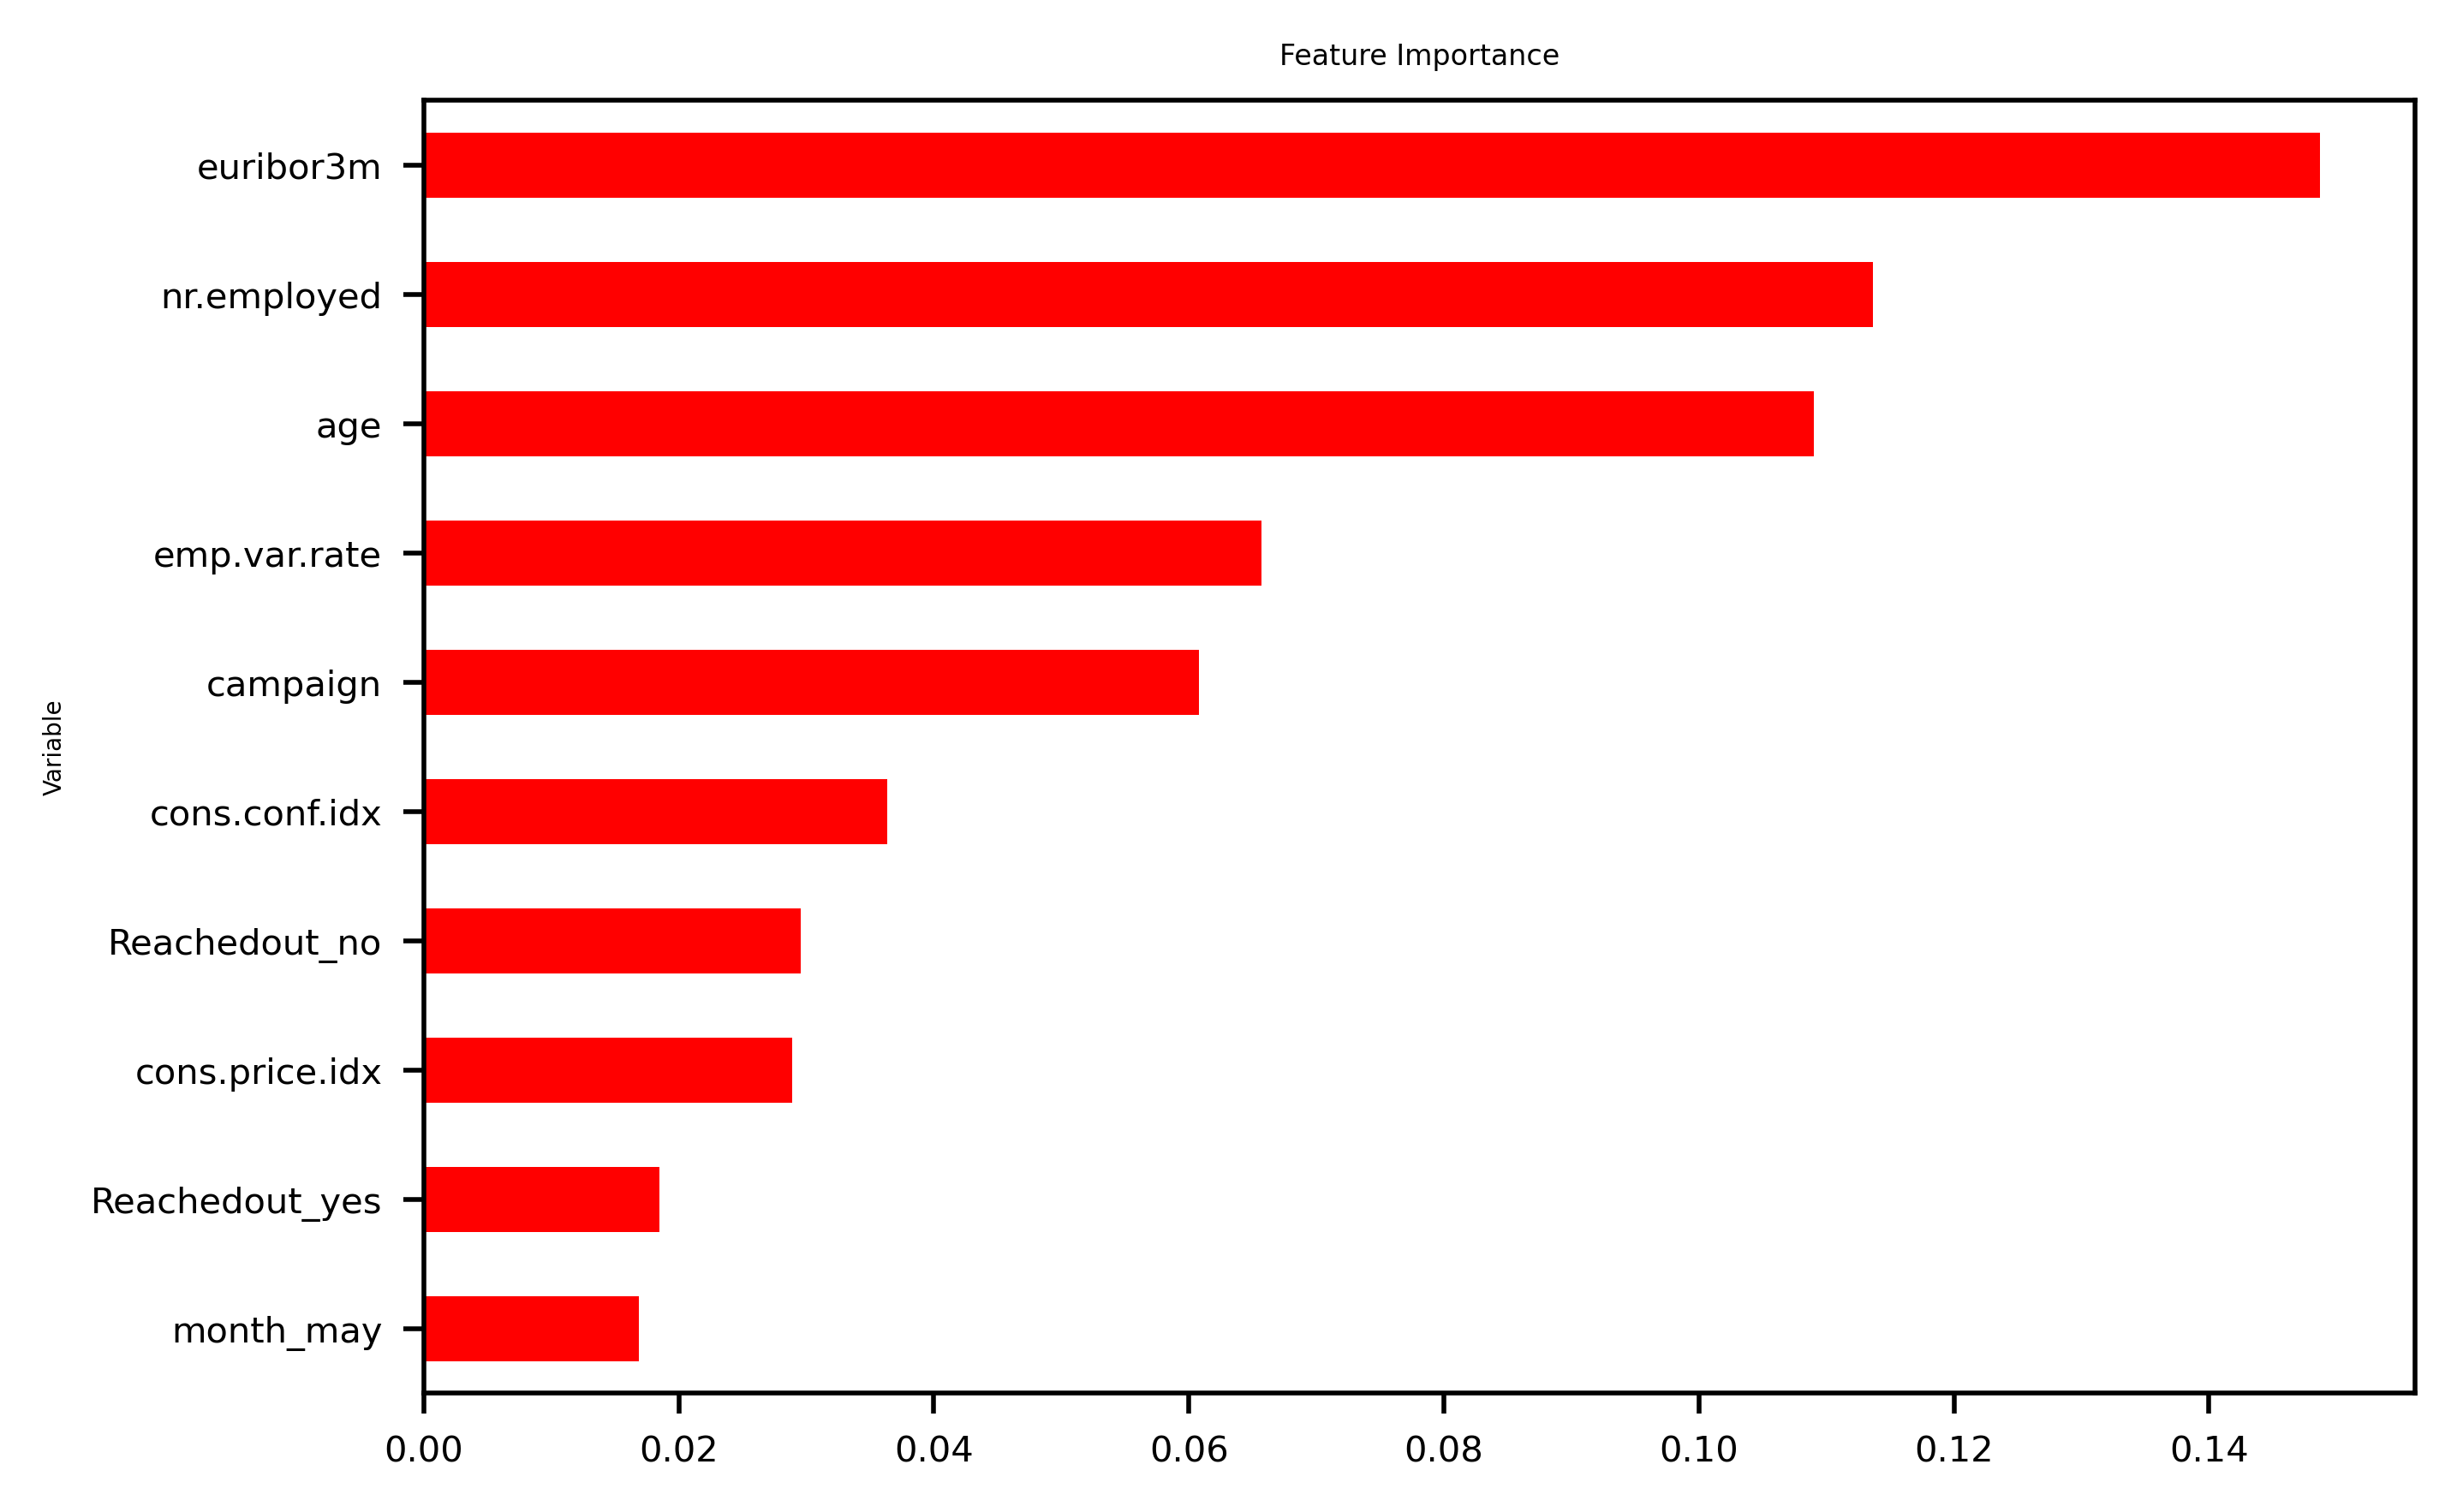 Feature Importance
euribor3m
nr.employed
age
emp.var.rate
campaign
Variable
cons.conf.idx
Reachedout_no
cons.price.idx
Reachedout_yes
month_may
0.00 0.02 0.04 0.06 0.08 0.10 0.12 0.14